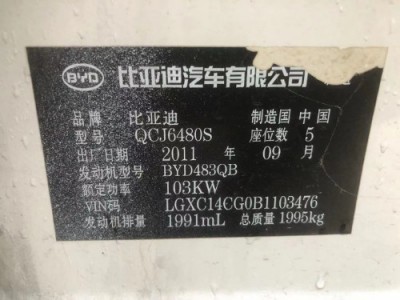 BYD 比亚迪汽车有限公司
品牌 比亚迪 制造国 中国
型号 QCJ6480S 座位数 5
出厂日期 2011 年 09 月
发动机型号 BYD483QB
额定功率 103KW
VIN码 LGXC14CG0B1103476
发动机排量 1991mL 总质量 1995kg